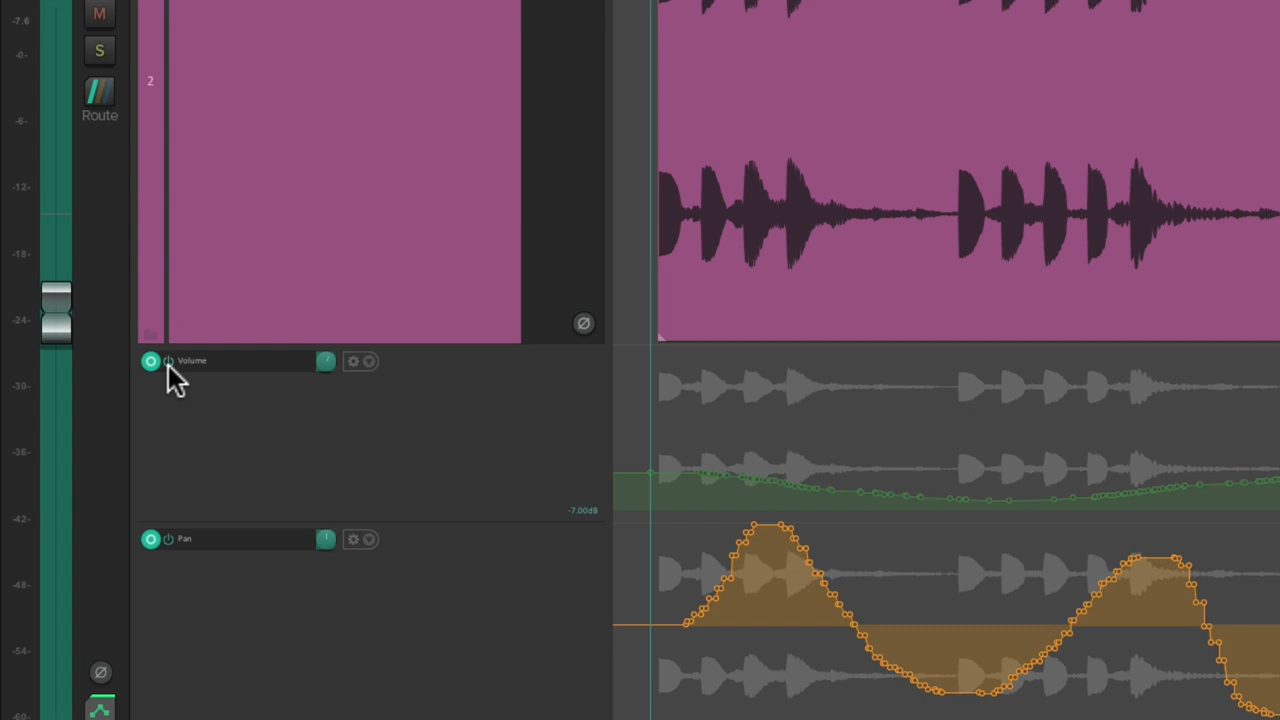 -7.6
M
-0-
S
2
Route
-6-
-12-
-18-
-24-
Volume
-30-
-36-
-42-
-7.00dB
Pan
-48-
-54-
-60-